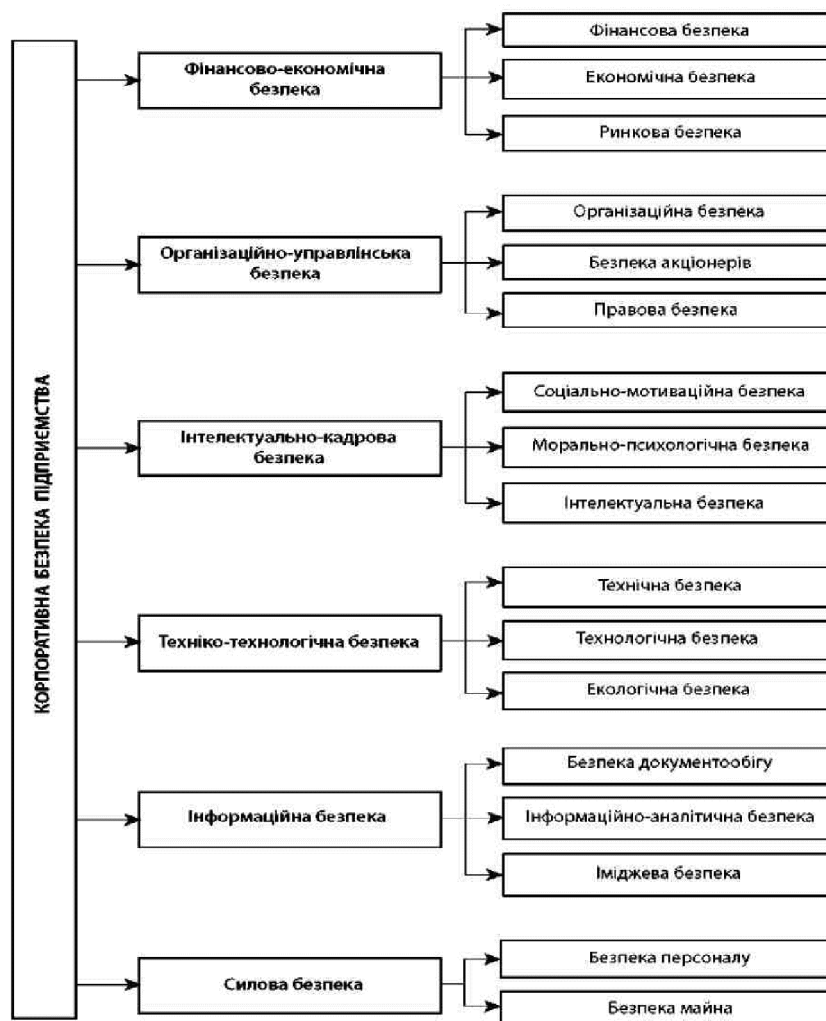 КОРПОРАТИВНА БЕЗПЕКА ПІДПРИЄМСТВА
Фінансово-економічна
безпека
Фінансова безпека
Економічна безпека
Ринкова безпека
Організаційно-управлінська
безпека
Організаційна безпека
Безпека акціонерів
Правова безпека
Інтелектуально-кадрова
безпека
Соціально-мотиваційна безпека
Морально-психологічна безпека
Інтелектуальна безпека
Техніко-технологічна безпека
Технічна безпека
Технологічна безпека
Екологічна безпека
Інформаційна безпека
Безпека документообігу
Інформаційно-аналітична безпека
Іміджева безпека
Силова безпека
Безпека персоналу
Безпека майна